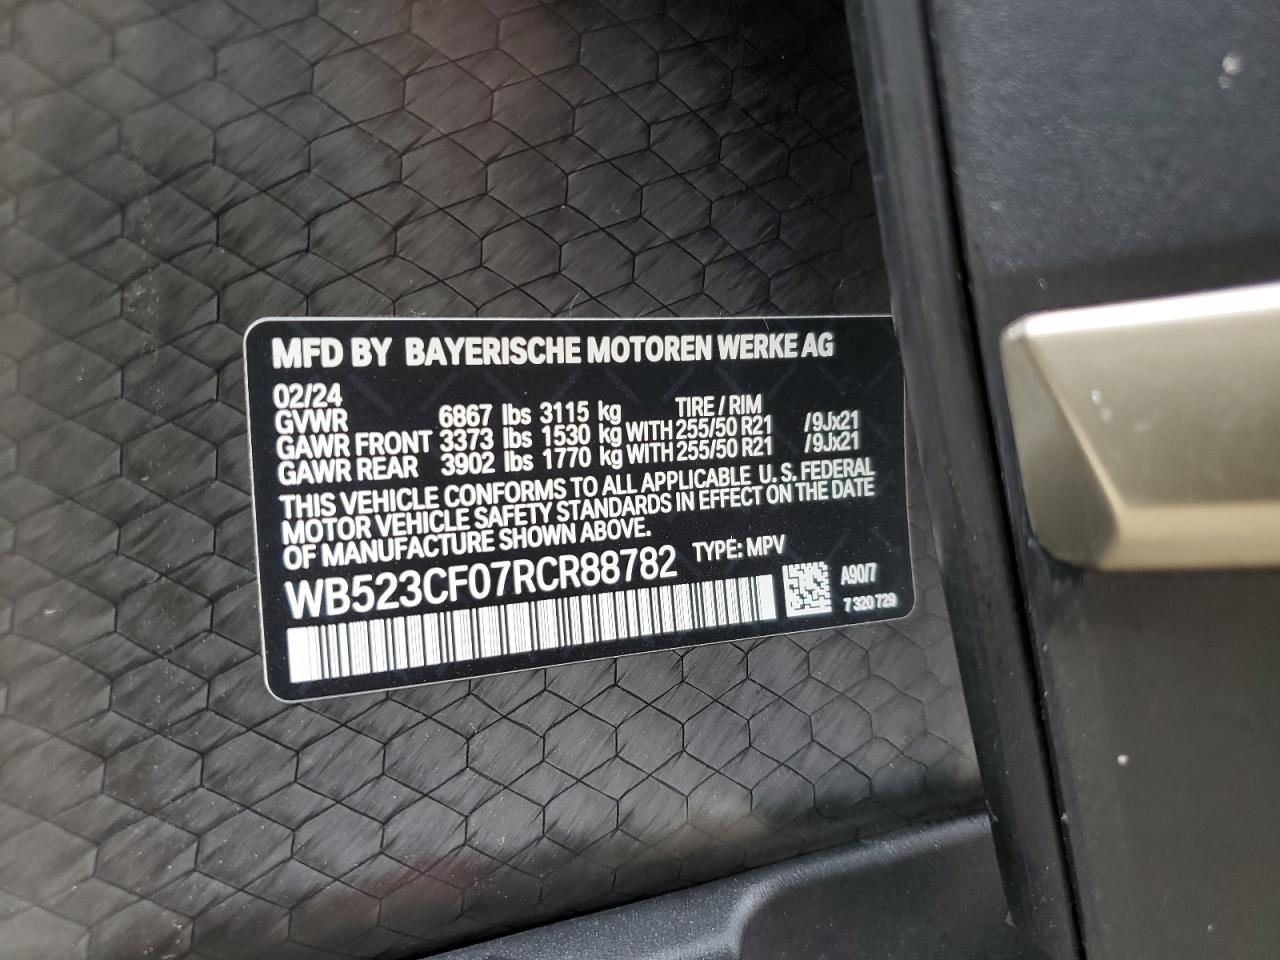 MFD BY BAYERISCHE MOTOREN WERKE AG
02/24 TIRE / RIM
GVWR 6867 lbs 3115 kg
GAWR FRONT 3373 lbs 1530 kg WITH 255/50 R21 /9Jx21
GAWR REAR 3902 lbs 1770 kg WITH 255/50 R21 /9Jx21
THIS VEHICLE CONFORMS TO ALL APPLICABLE U.S. FEDERAL
MOTOR VEHICLE SAFETY STANDARDS IN EFFECT ON THE DATE
OF MANUFACTURE SHOWN ABOVE.
WB523CF07RCR88782 TYPE: MPV
A90/7
7 320 729